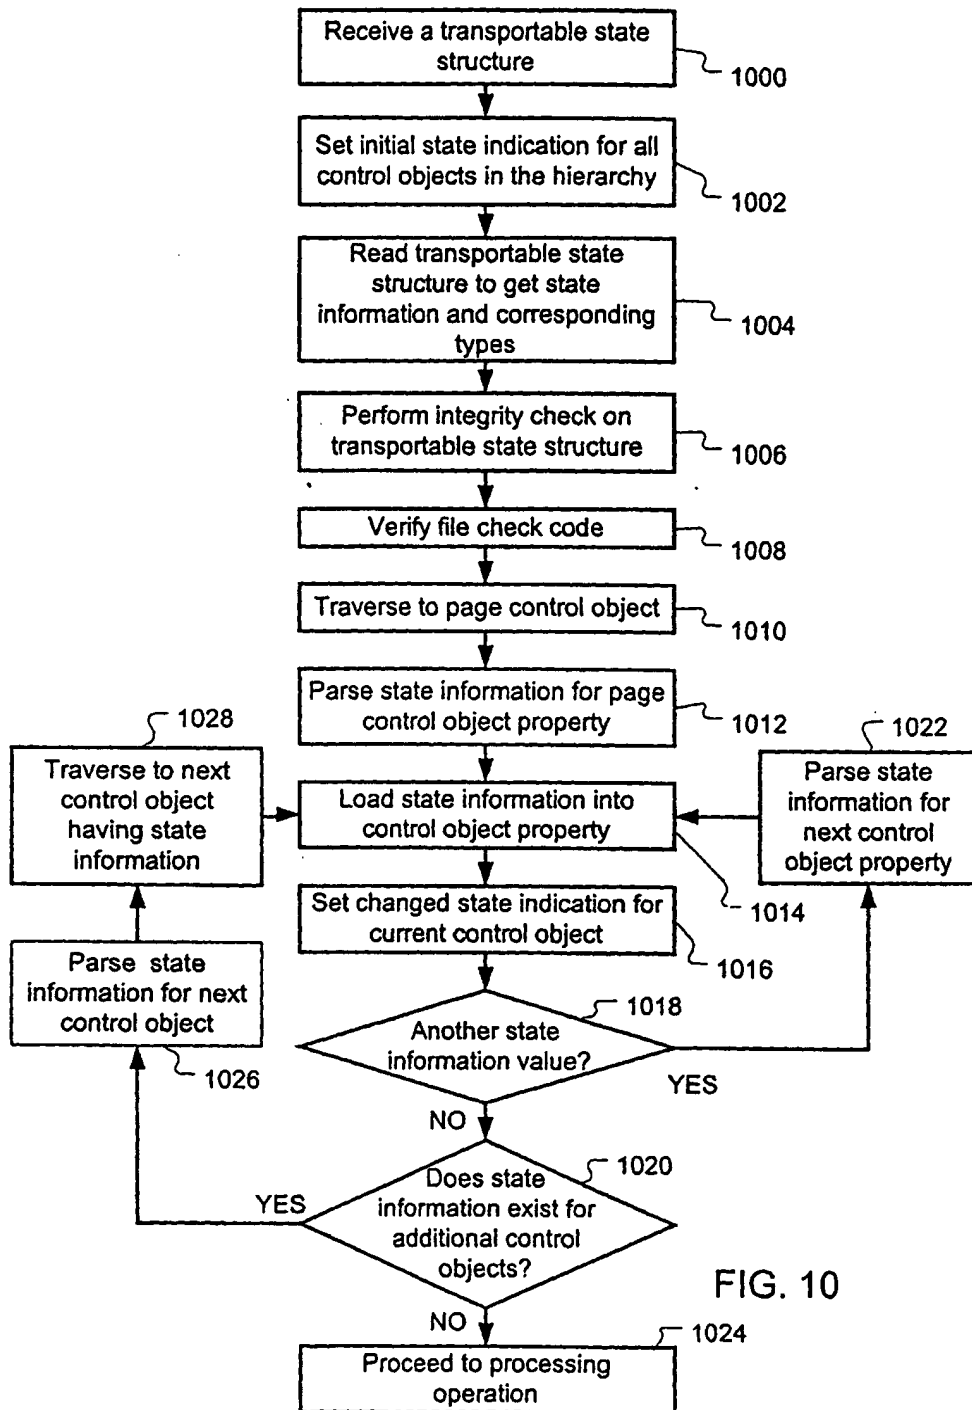 Receive a transportable state
structure
1000
Set initial state indication for all
control objects in the hierarchy
1002
Read transportable state
structure to get state
information and corresponding
types
1004
Perform integrity check on
transportable state structure
1006
Verify file check code
1008
Traverse to page control object
1010
Parse state information for page
control object property
1012
1028
Traverse to next
control object
having state
information
Load state information into
control object property
1014
1022
Parse state
information for
next control
object property
Set changed state indication for
current control object
1016
Parse state
information for next
control object
1026
1018
Another state
information value?
YES
NO
1020
Does state
information exist for
additional control
objects?
YES
FIG. 10
NO
1024
Proceed to processing
operation